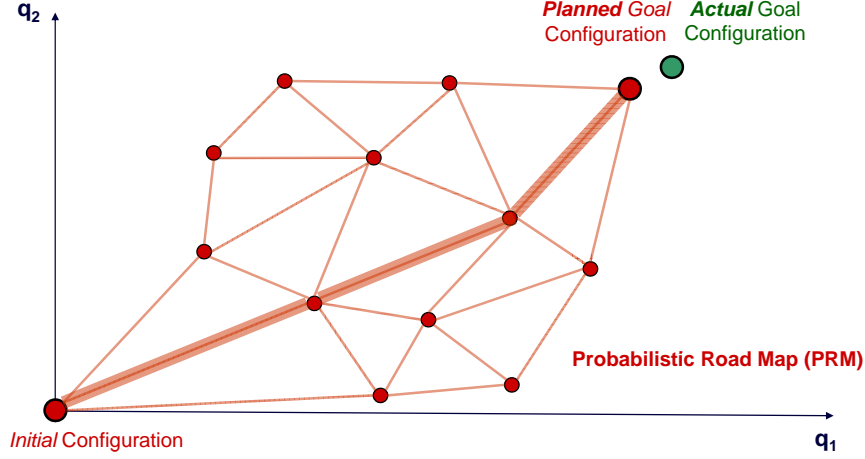 q2
Planned Goal
Configuration
Actual Goal
Configuration
Probabilistic Road Map (PRM)
Initial Configuration
q1